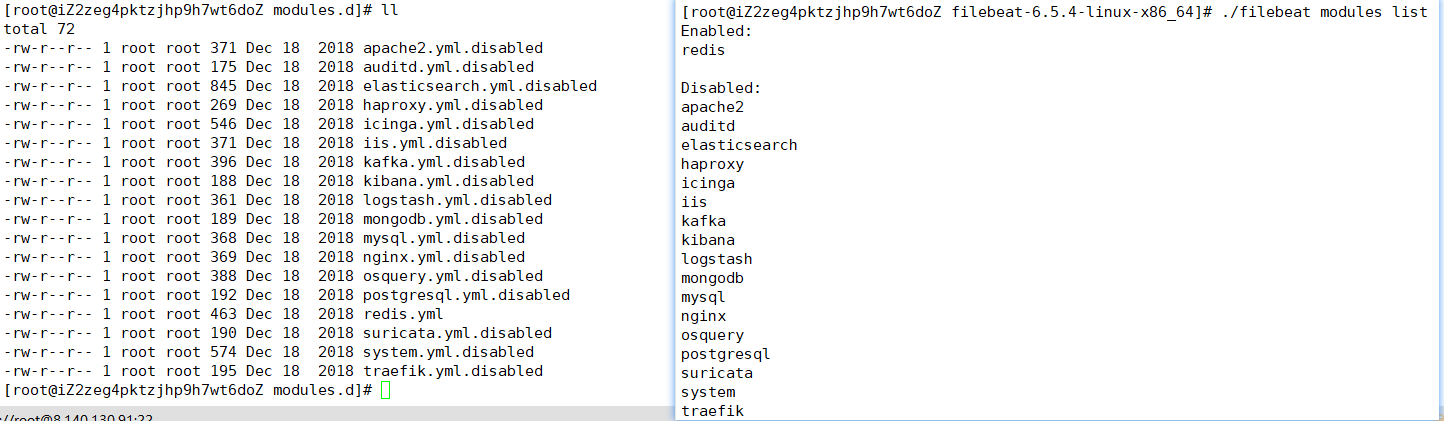 [root@iZ2zeg4pktzjhp9h7wt6doZ modules.d]# ll
total 72
-rw-r--r-- 1 root root 371 Dec 18  2018 apache2.yml.disabled
-rw-r--r-- 1 root root 175 Dec 18  2018 auditd.yml.disabled
-rw-r--r-- 1 root root 845 Dec 18  2018 elasticsearch.yml.disabled
-rw-r--r-- 1 root root 269 Dec 18  2018 haproxy.yml.disabled
-rw-r--r-- 1 root root 546 Dec 18  2018 icinga.yml.disabled
-rw-r--r-- 1 root root 371 Dec 18  2018 iis.yml.disabled
-rw-r--r-- 1 root root 396 Dec 18  2018 kafka.yml.disabled
-rw-r--r-- 1 root root 188 Dec 18  2018 kibana.yml.disabled
-rw-r--r-- 1 root root 361 Dec 18  2018 logstash.yml.disabled
-rw-r--r-- 1 root root 189 Dec 18  2018 mongodb.yml.disabled
-rw-r--r-- 1 root root 368 Dec 18  2018 mysql.yml.disabled
-rw-r--r-- 1 root root 369 Dec 18  2018 nginx.yml.disabled
-rw-r--r-- 1 root root 388 Dec 18  2018 osquery.yml.disabled
-rw-r--r-- 1 root root 192 Dec 18  2018 postgresql.yml.disabled
-rw-r--r-- 1 root root 463 Dec 18  2018 redis.yml
-rw-r--r-- 1 root root 190 Dec 18  2018 suricata.yml.disabled
-rw-r--r-- 1 root root 574 Dec 18  2018 system.yml.disabled
-rw-r--r-- 1 root root 195 Dec 18  2018 traefik.yml.disabled
[root@iZ2zeg4pktzjhp9h7wt6doZ modules.d]#
://root@8.140.130.91:22
[root@iZ2zeg4pktzjhp9h7wt6doZ filebeat-6.5.4-linux-x86_64]# ./filebeat modules list
Enabled:
redis
Disabled:
apache2
auditd
elasticsearch
haproxy
icinga
iis
kafka
kibana
logstash
mongodb
mysql
nginx
osquery
postgresql
suricata
system
traefik